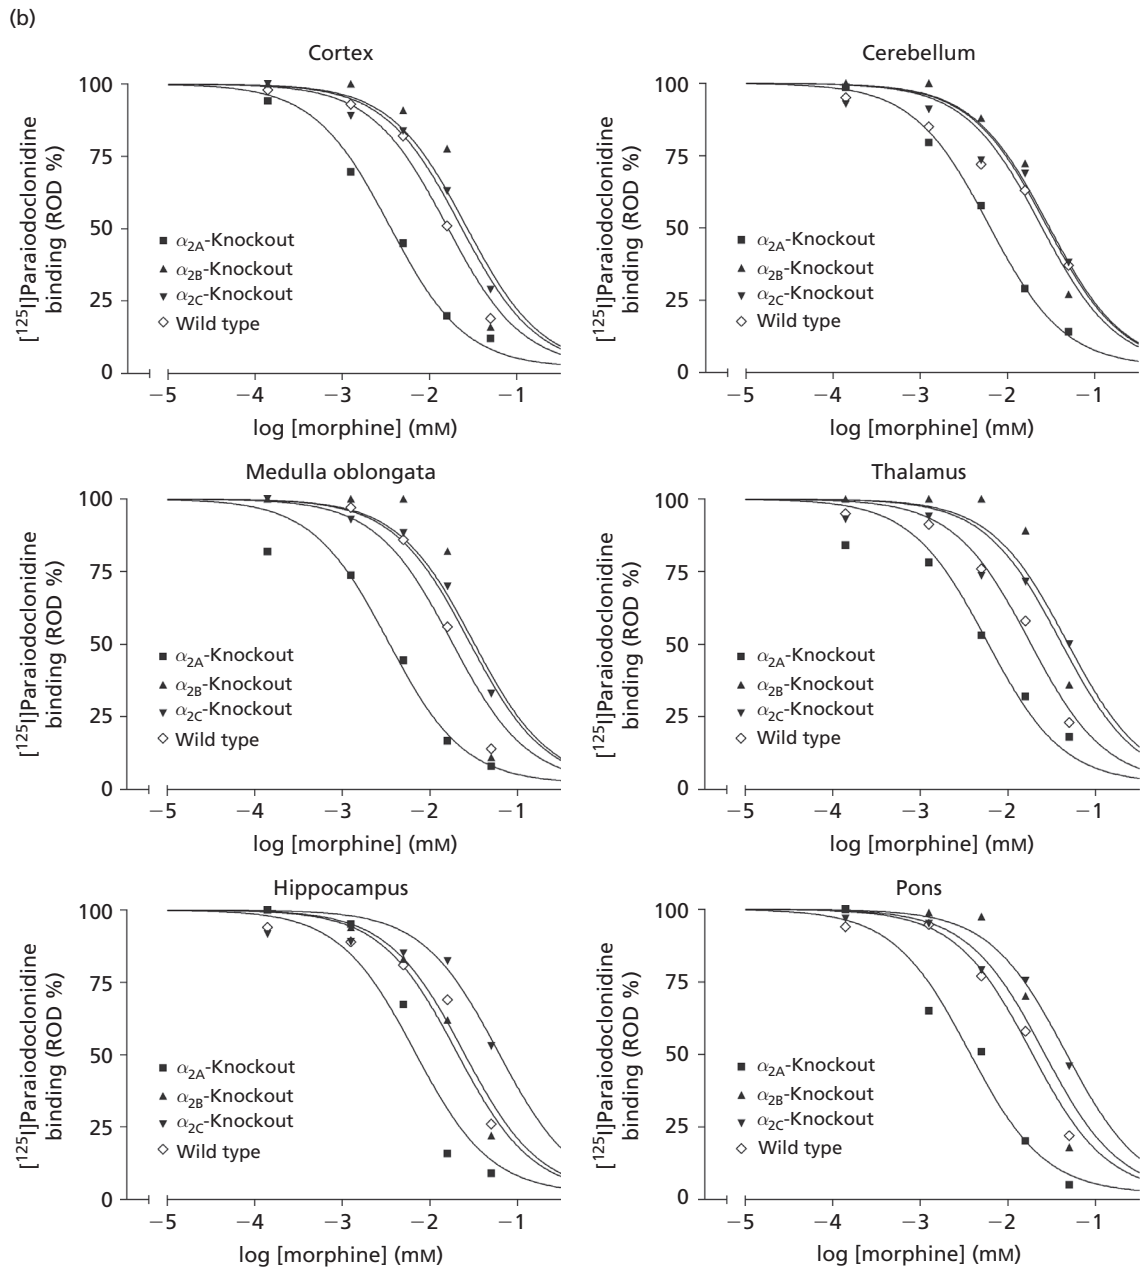 (b)
Cortex
[¹²⁵I]Paraiodoclonidine
binding (ROD %)
100
75
50
25
0
α2A-Knockout
α2B-Knockout
α2C-Knockout
Wild type
−5 −4 −3 −2 −1
log [morphine] (mM)
Cerebellum
[¹²⁵I]Paraiodoclonidine
binding (ROD %)
100
75
50
25
0
α2A-Knockout
α2B-Knockout
α2C-Knockout
Wild type
−5 −4 −3 −2 −1
log [morphine] (mM)
Medulla oblongata
[¹²⁵I]Paraiodoclonidine
binding (ROD %)
100
75
50
25
0
α2A-Knockout
α2B-Knockout
α2C-Knockout
Wild type
−5 −4 −3 −2 −1
log [morphine] (mM)
Thalamus
[¹²⁵I]Paraiodoclonidine
binding (ROD %)
100
75
50
25
0
α2A-Knockout
α2B-Knockout
α2C-Knockout
Wild type
−5 −4 −3 −2 −1
log [morphine] (mM)
Hippocampus
[¹²⁵I]Paraiodoclonidine
binding (ROD %)
100
75
50
25
0
α2A-Knockout
α2B-Knockout
α2C-Knockout
Wild type
−5 −4 −3 −2 −1
log [morphine] (mM)
Pons
[¹²⁵I]Paraiodoclonidine
binding (ROD %)
100
75
50
25
0
α2A-Knockout
α2B-Knockout
α2C-Knockout
Wild type
−5 −4 −3 −2 −1
log [morphine] (mM)